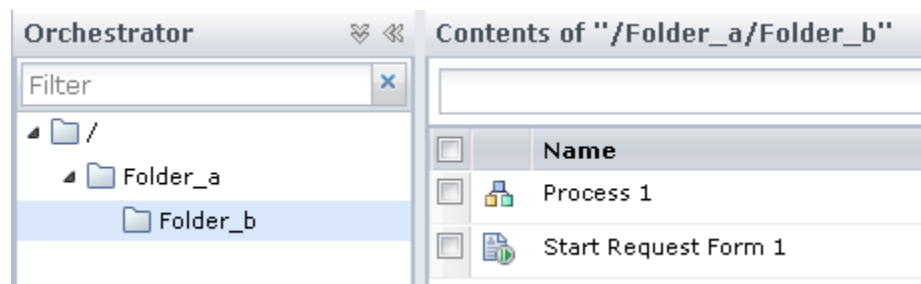 Orchestrator
Filter
/
Folder_a
Folder_b
Contents of "/Folder_a/Folder_b"
Name
Process 1
Start Request Form 1